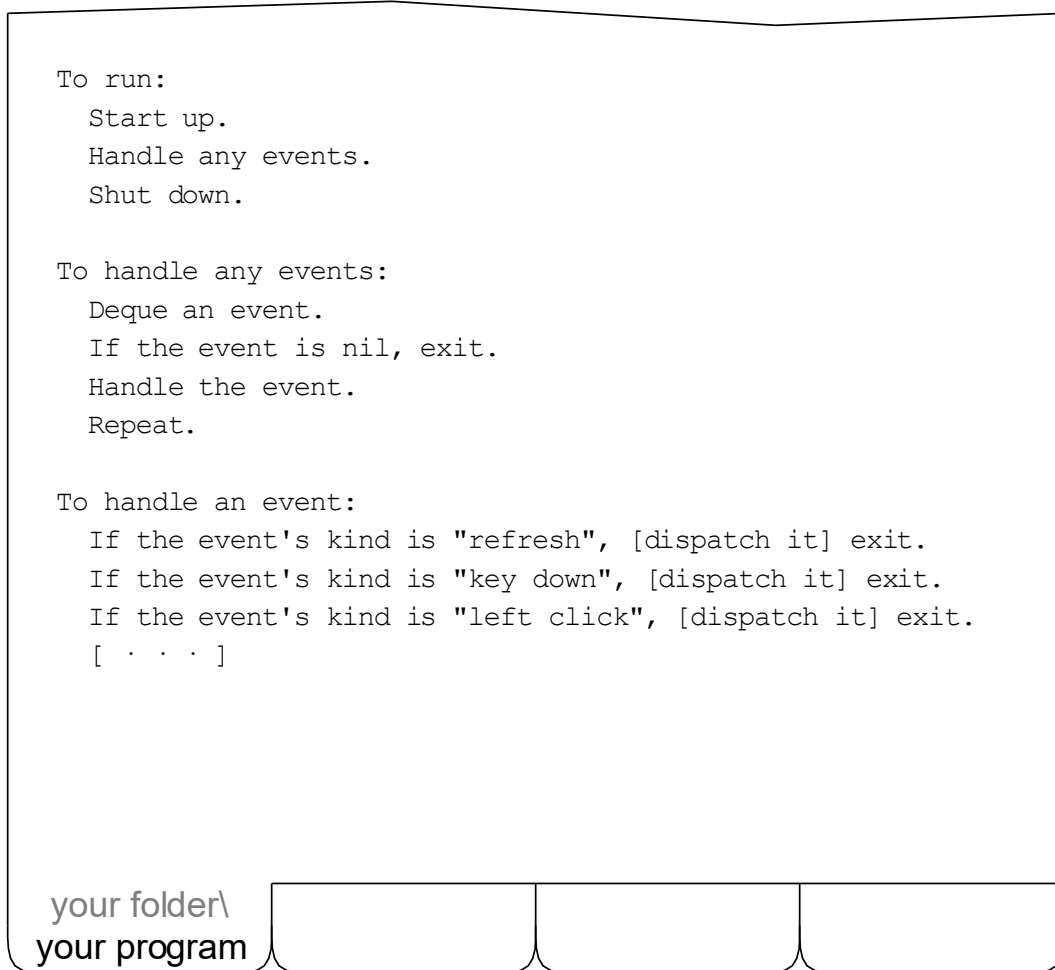 To run:
Start up.
Handle any events.
Shut down.
To handle any events:
Deque an event.
If the event is nil, exit.
Handle the event.
Repeat.
To handle an event:
If the event's kind is "refresh", [dispatch it] exit.
If the event's kind is "key down", [dispatch it] exit.
If the event's kind is "left click", [dispatch it] exit.
[ · · · ]
your folder\
your program